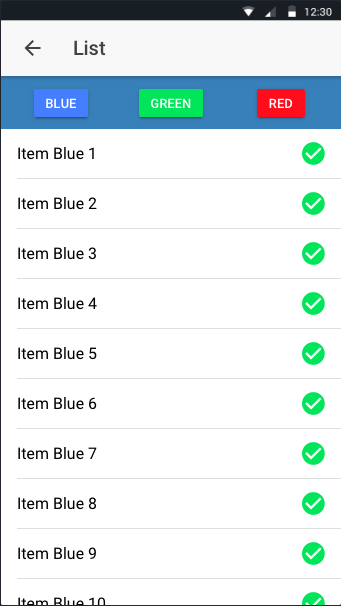 12:30
List
BLUE GREEN RED
Item Blue 1
Item Blue 2
Item Blue 3
Item Blue 4
Item Blue 5
Item Blue 6
Item Blue 7
Item Blue 8
Item Blue 9
Item Blue 10